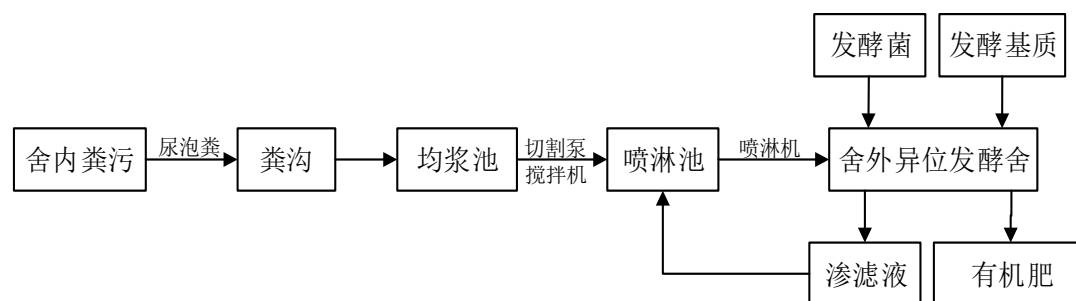 发酵菌
发酵基质
舍内粪污
尿泡粪
粪沟
均浆池
切割泵
搅拌机
喷淋池
喷淋机
舍外异位发酵舍
渗滤液
有机肥